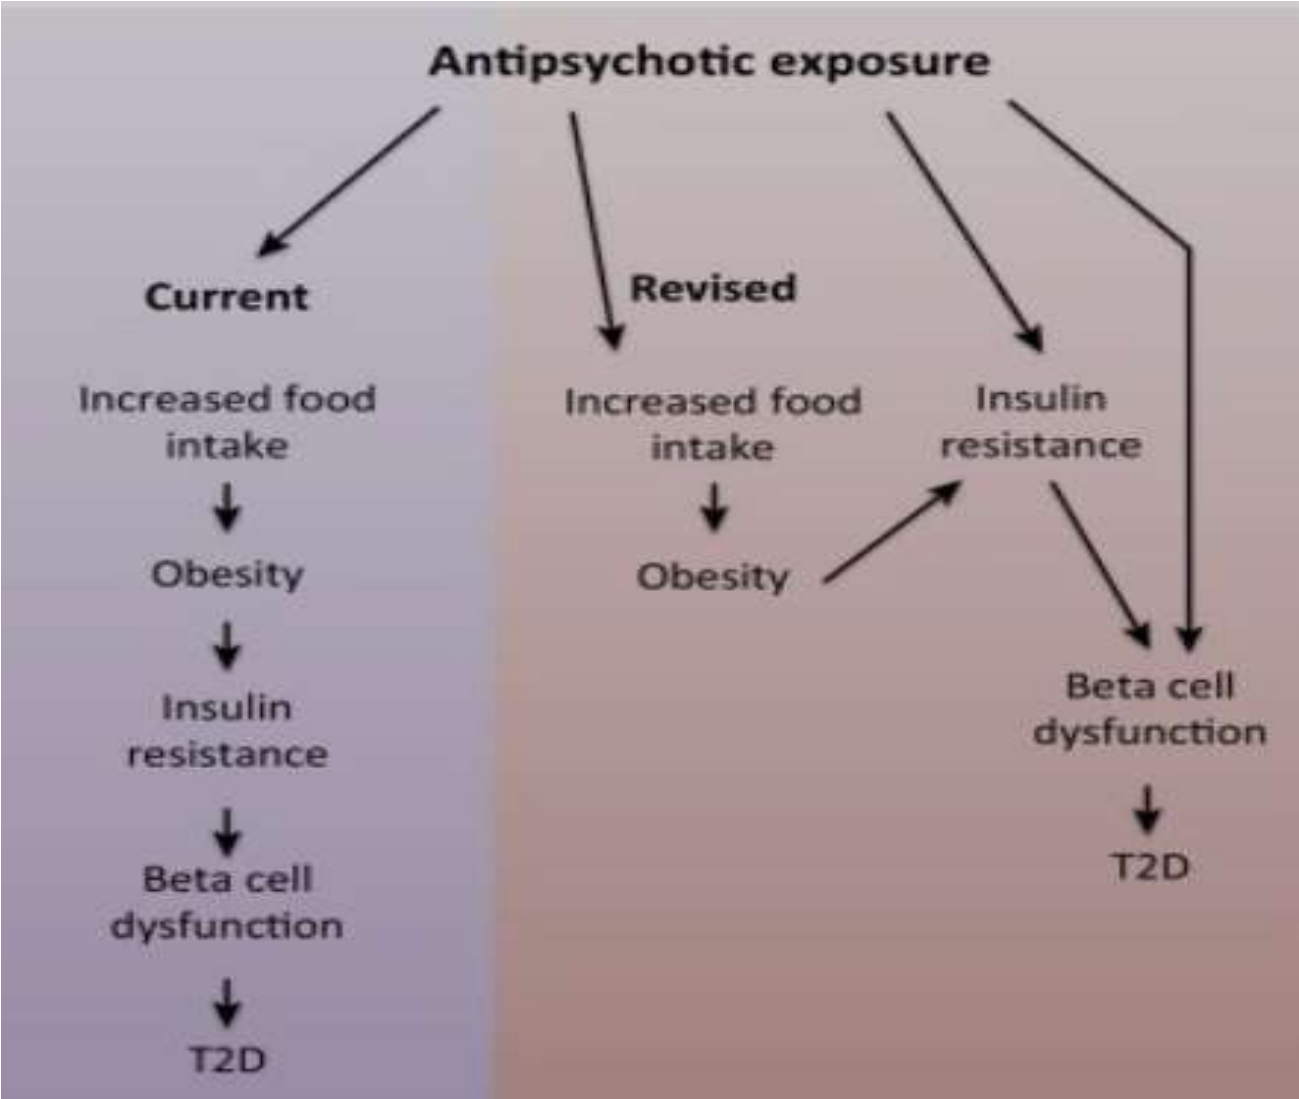 Antipsychotic exposure
Current
Increased food
intake
Obesity
Insulin
resistance
Beta cell
dysfunction
T2D
Revised
Increased food
intake
Obesity
Insulin
resistance
Beta cell
dysfunction
T2D